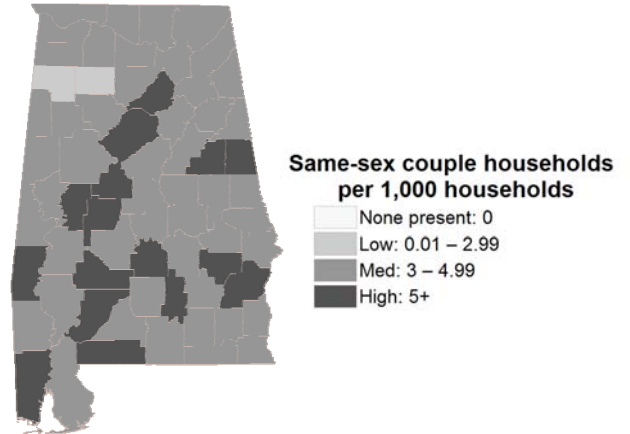 Same-sex couple households
per 1,000 households
None present: 0
Low: 0.01 – 2.99
Med: 3 – 4.99
High: 5+